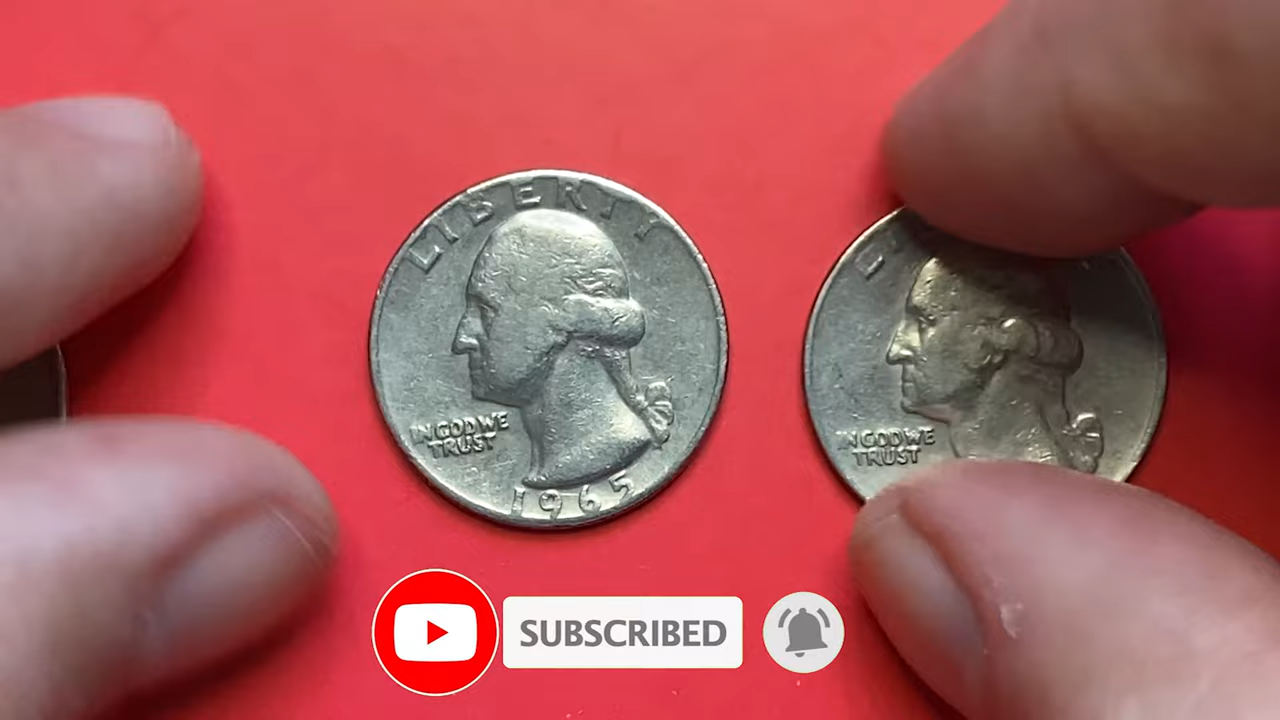 LIBERTY
IN GOD WE
TRUST
1965
L
IN GOD WE
TRUST
SUBSCRIBED